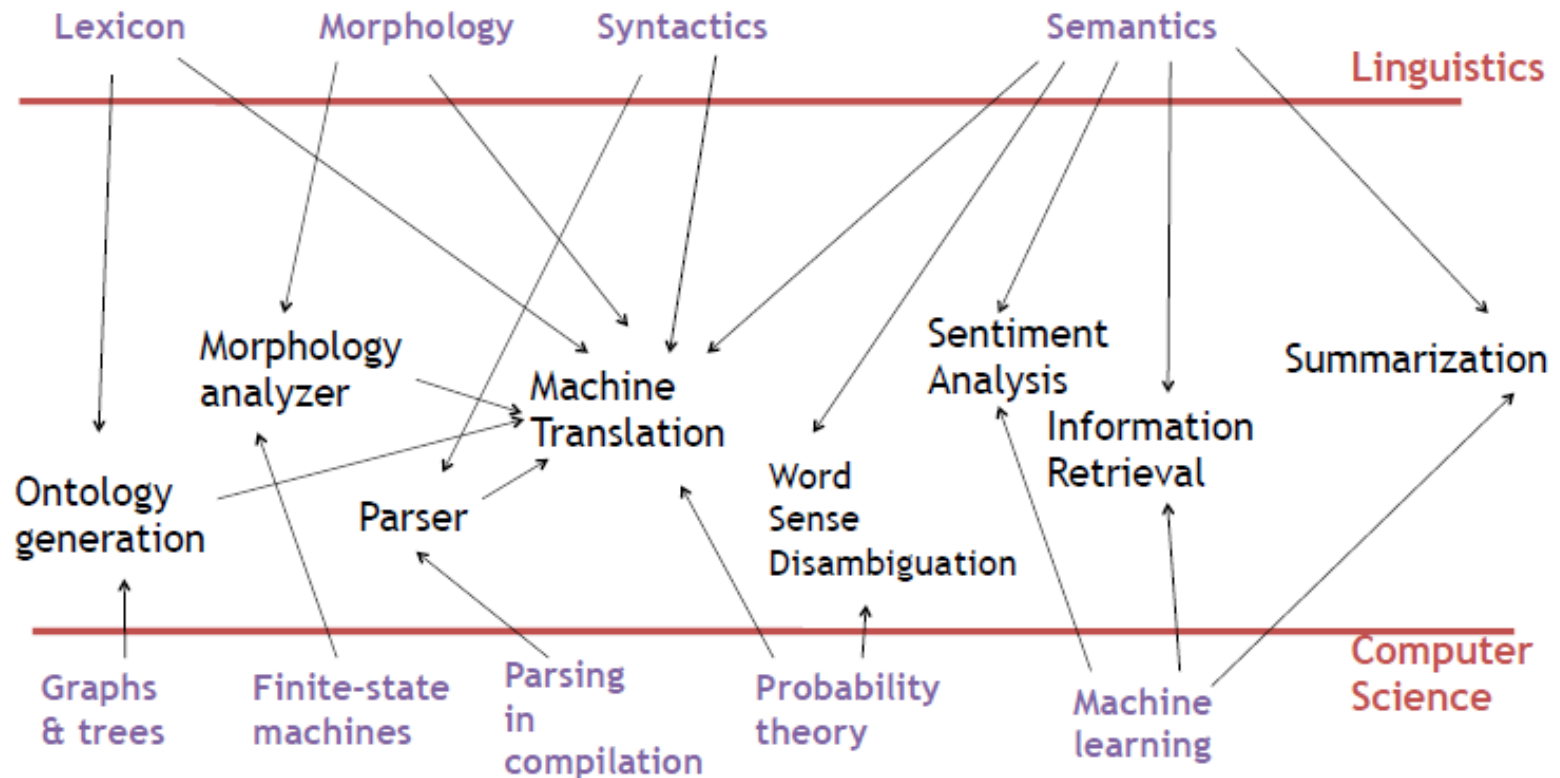 Lexicon
Morphology
Syntactics
Semantics
Linguistics
Morphology
analyzer
Machine
Translation
Sentiment
Analysis
Summarization
Information
Retrieval
Ontology
generation
Parser
Word
Sense
Disambiguation
Computer
Science
Graphs
& trees
Finite-state
machines
Parsing
in
compilation
Probability
theory
Machine
learning